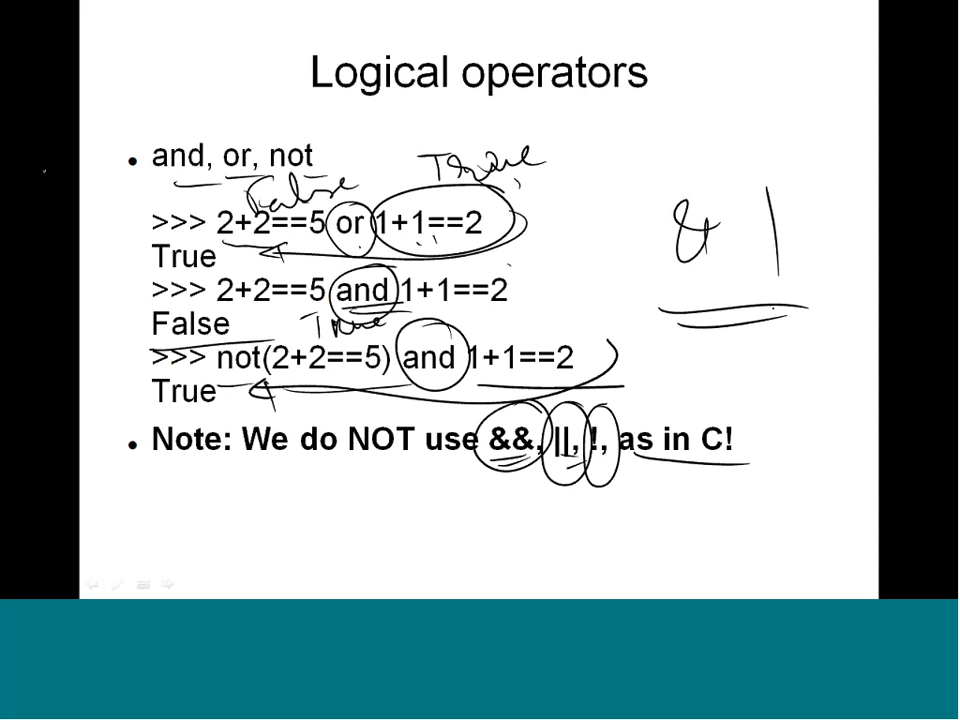 Logical operators
• and, or, not
True
False
>>> 2+2==5 or 1+1==2
True
>>> 2+2==5 and 1+1==2
False
True
>>> not(2+2==5) and 1+1==2
True
• Note: We do NOT use &&, ||, !, as in C!
& |